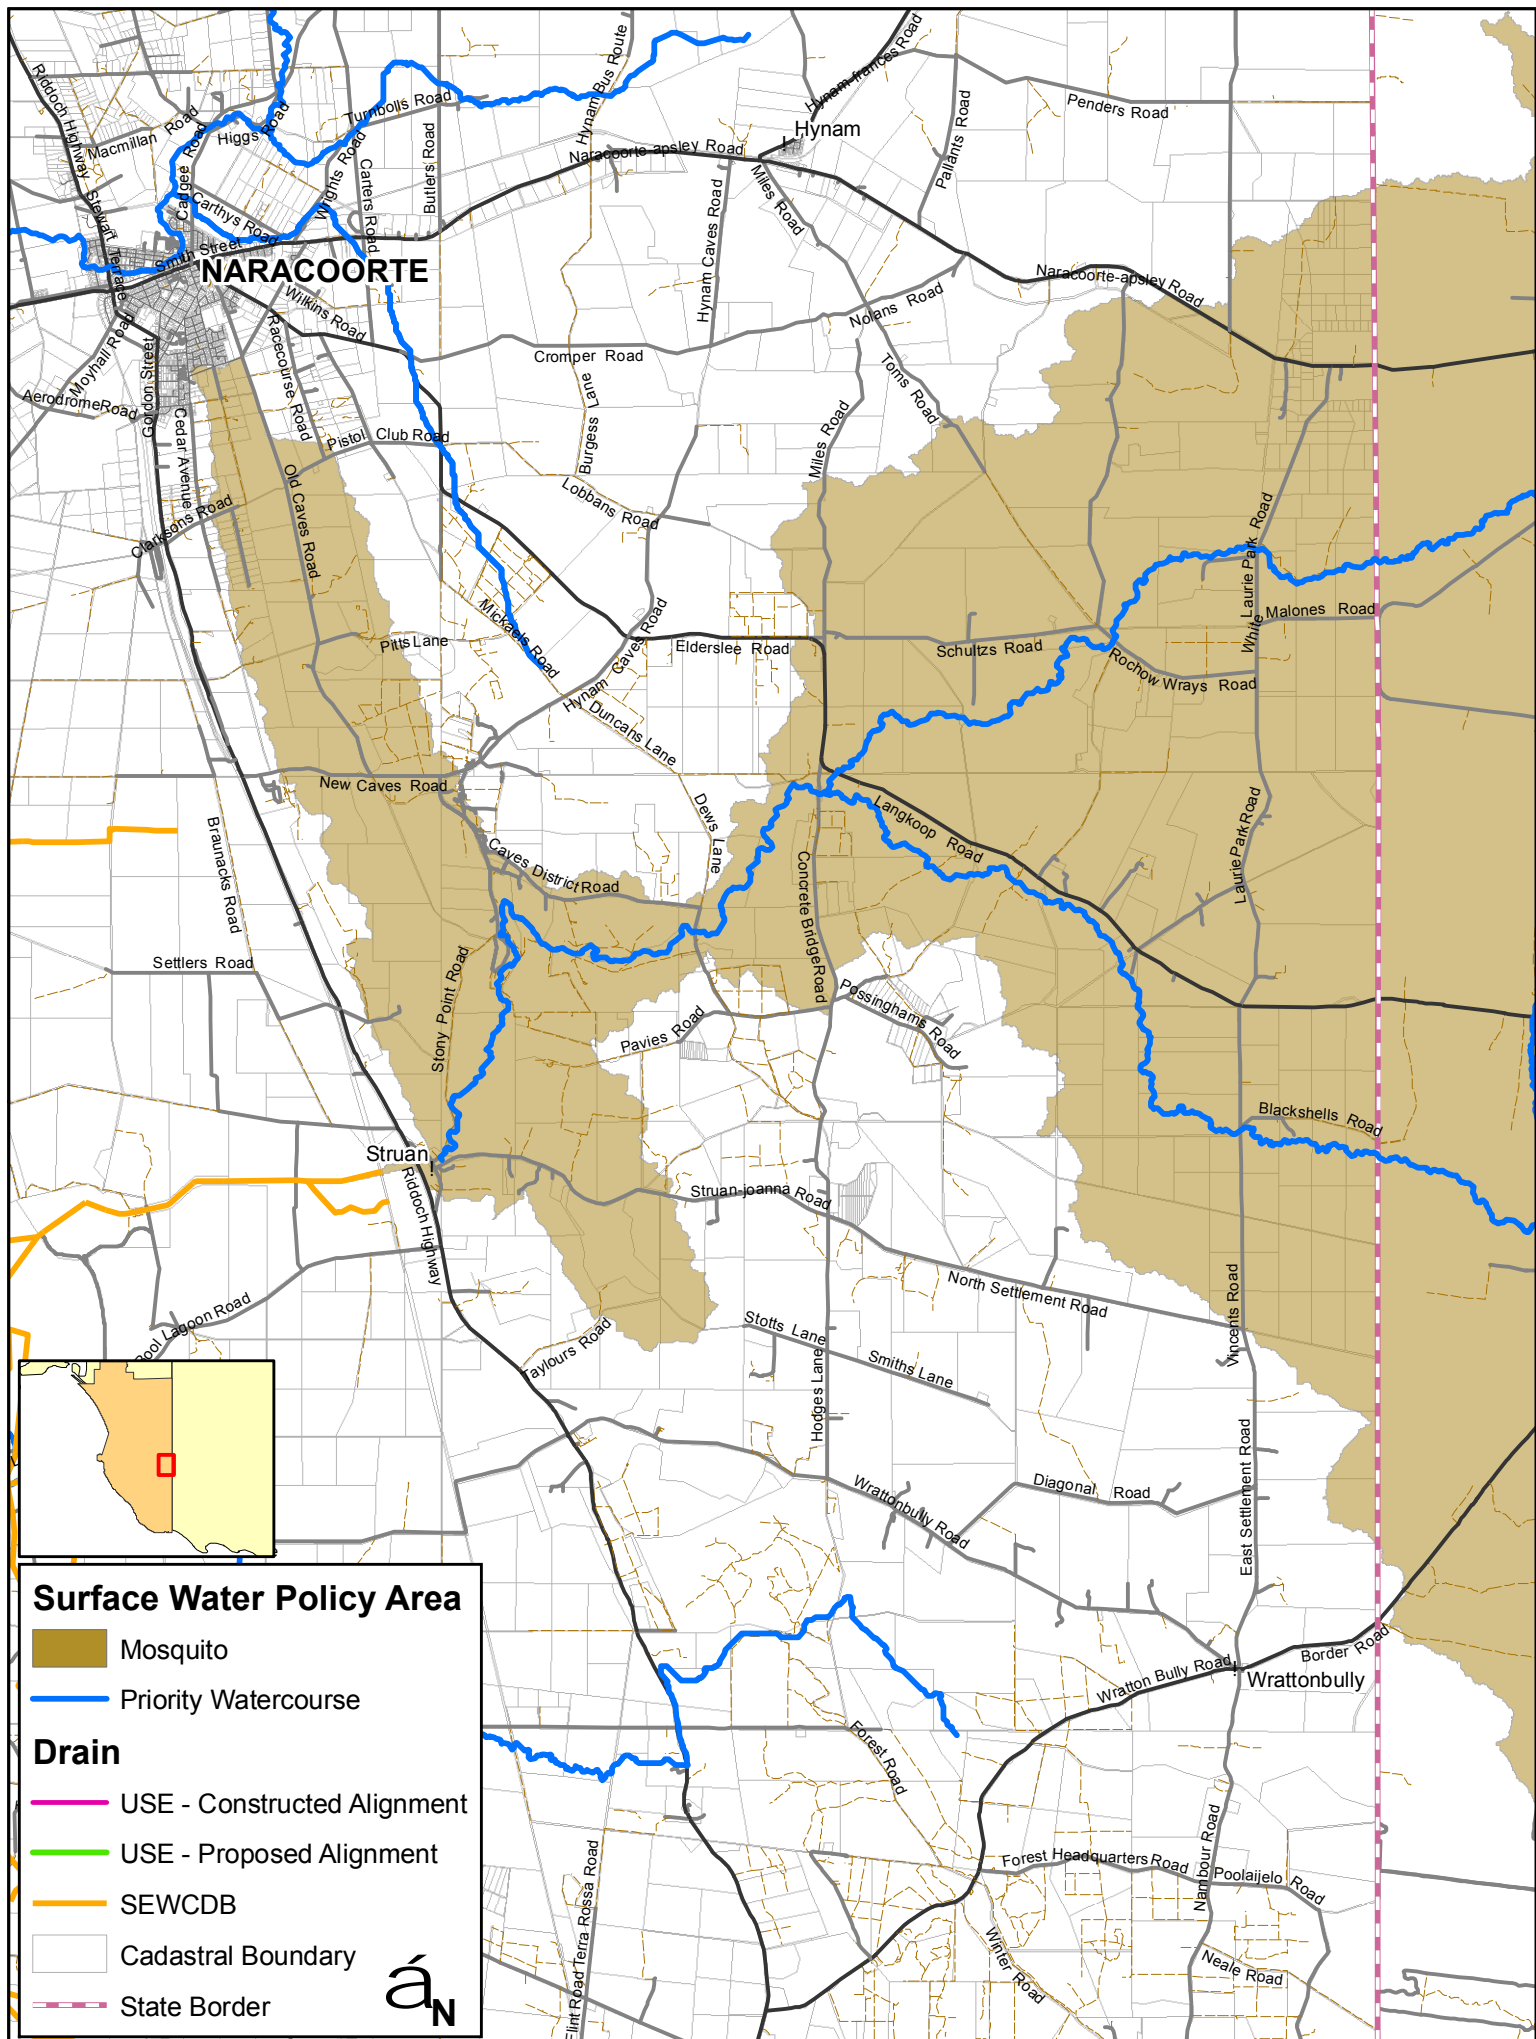 Riddoch Highway
Macmillan Road
Cadgee Road
Higgs Road
Turnbolls Road
Hynam Bus Route
Hynam-frances Road
Penders Road
Hynam
Naracoorte-apsley Road
Pallants Road
Butlers Road
Carters Road
Wrights Road
Carthys Road
Stewart Terrace
Smith Street
NARACOORTE
Miles Road
Hynam Caves Road
Naracoorte-apsley Road
Nolans Road
Wilkins Road
Racecourse Road
Cromper Road
Moyhall Road
Gordon Street
Aerodrome Road
Cedar Avenue
Pistol Club Road
Burgess Lane
Toms Road
Miles Road
Lobbans Road
Old Caves Road
Clarksons Road
Laurie Park Road
White
Malones Road
Mickaels Road
Pitts Lane
Hynam Caves Road
Elderslee Road
Schultzs Road
Rochow Wrays Road
Duncans Lane
New Caves Road
Dews Lane
Langkoop Road
Laurie Park Road
Braunacks Road
Caves District Road
Concrete Bridge Road
Settlers Road
Stony Point Road
Possinghams Road
Pavies Road
Blackshells Road
Struan
Riddoch Highway
Struan-joanna Road
North Settlement Road
Vincents Road
Bool Lagoon Road
Taylours Road
Stotts Lane
Smiths Lane
Hodges Lane
East Settlement Road
Diagonal Road
Wrattonbully Road
Border Road
Wratton Bully Road
Wrattonbully
Forest Road
Forest Headquarters Road
Nambour Road
Poolaijelo Road
Neale Road
Winter Road
Flint Road
Terra Rossa Road
Surface Water Policy Area
Mosquito
Priority Watercourse
Drain
USE - Constructed Alignment
USE - Proposed Alignment
SEWCDB
Cadastral Boundary
State Border
á
N